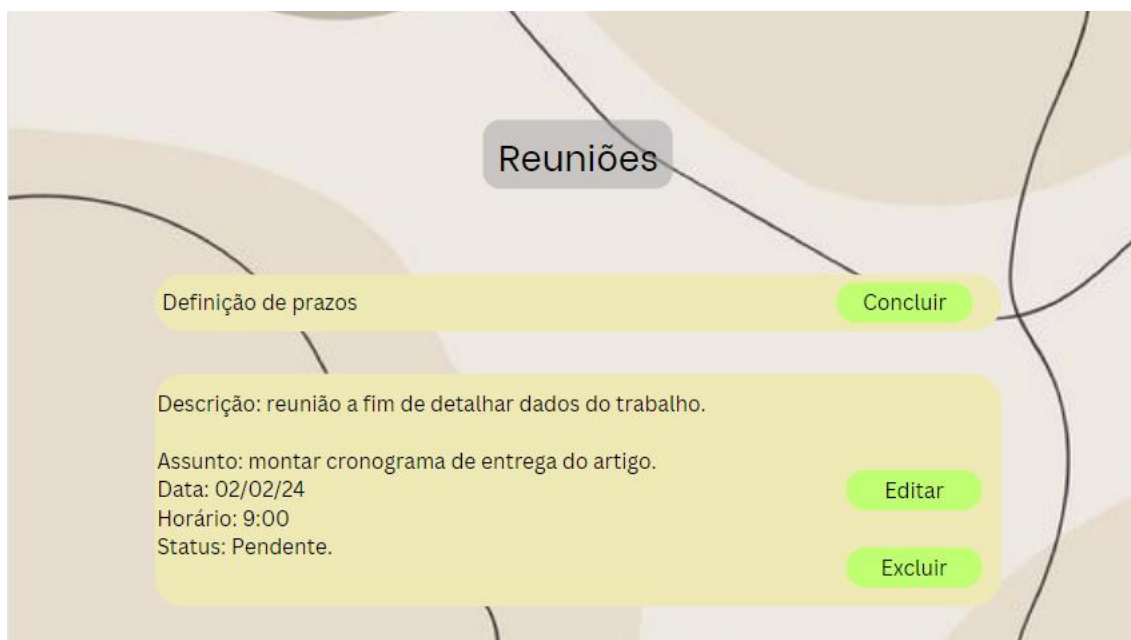 Reuniões
Definição de prazos
Concluir
Descrição: reunião a fim de detalhar dados do trabalho.
Assunto: montar cronograma de entrega do artigo.
Data: 02/02/24
Editar
Horário: 9:00
Status: Pendente.
Excluir